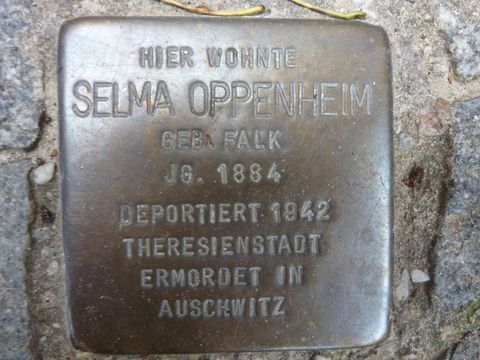 HIER WOHNTE
SELMA OPPENHEIM
GEB. FALK
JG. 1884
DEPORTIERT 1942
THERESIENSTADT
ERMORDET IN
AUSCHWITZ